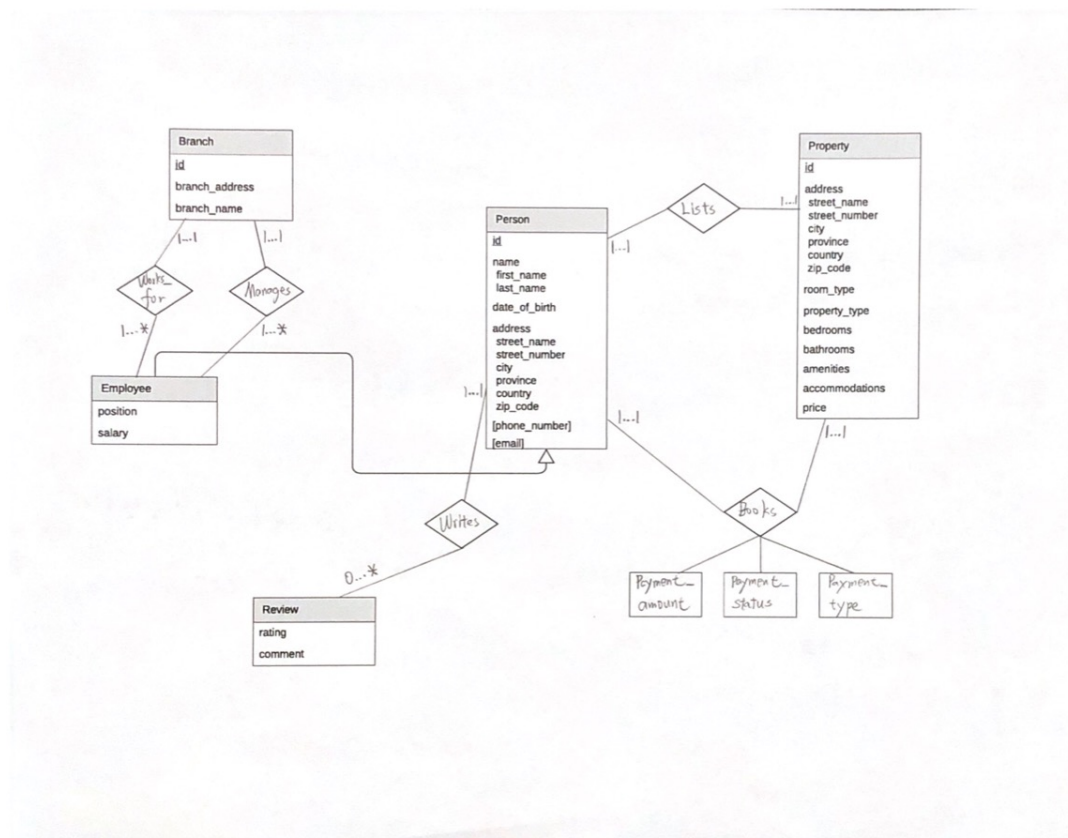 Branch
id
branch_address
branch_name
1...1
1...1
Works_
for
Manages
1...*
1...*
Employee
position
salary
Person
id
name
first_name
last_name
date_of_birth
address
street_name
street_number
city
province
country
zip_code
[phone_number]
[email]
1...1
Lists
1...1
Property
id
address
street_name
street_number
city
province
country
zip_code
room_type
property_type
bedrooms
bathrooms
amenities
accommodations
price
1...1
1...1
1...1
Writes
0...*
Review
rating
comment
Books
Payment_
amount
Payment_
status
Payment_
type